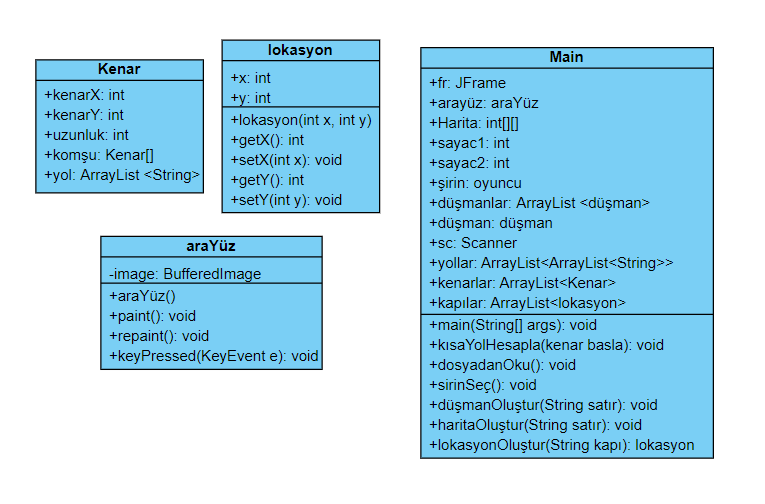 Kenar
+kenarX: int
+kenarY: int
+uzunluk: int
+komşu: Kenar[]
+yol: ArrayList <String>
lokasyon
+x: int
+y: int
+lokasyon(int x, int y)
+getX(): int
+setX(int x): void
+getY(): int
+setY(int y): void
araYüz
-image: BufferedImage
+araYüz()
+paint(): void
+repaint(): void
+keyPressed(KeyEvent e): void
Main
+fr: JFrame
+arayüz: araYüz
+Harita: int[][]
+sayac1: int
+sayac2: int
+şirin: oyuncu
+düşmanlar: ArrayList <düşman>
+düşman: düşman
+sc: Scanner
+yollar: ArrayList<ArrayList<String>>
+kenarlar: ArrayList<Kenar>
+kapılar: ArrayList<lokasyon>
+main(String[] args): void
+kısaYolHesapla(kenar basla): void
+dosyadanOku(): void
+sirinSeç(): void
+düşmanOluştur(String satır): void
+haritaOluştur(String satır): void
+lokasyonOluştur(String kapı): lokasyon